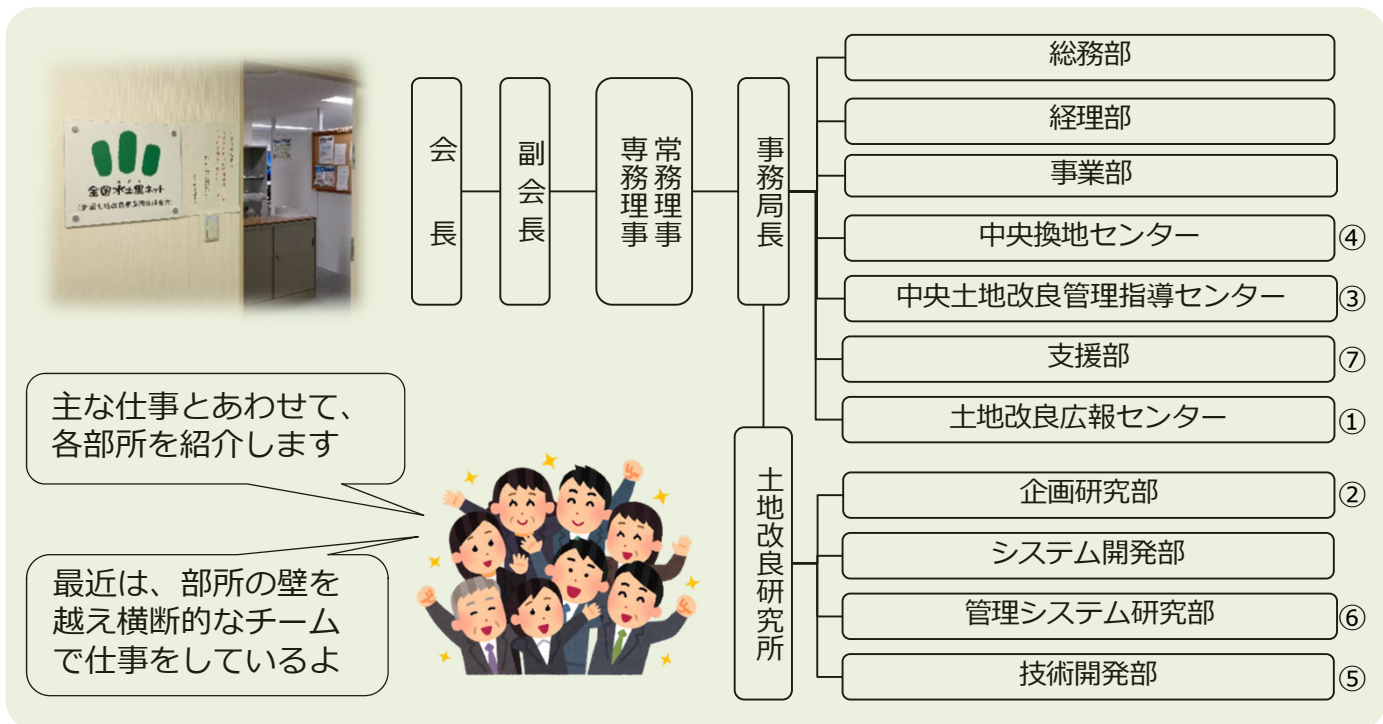 全国水土里ネット
会長
副会長
専務理事
常務理事
事務局長
総務部
経理部
事業部
中央換地センター ④
中央土地改良管理指導センター ③
支援部 ⑦
土地改良広報センター ①
土地改良研究所
企画研究部 ②
システム開発部
管理システム研究部 ⑥
技術開発部 ⑤
主な仕事とあわせて、
各部所を紹介します
最近は、部所の壁を
越え横断的なチーム
で仕事をしているよ